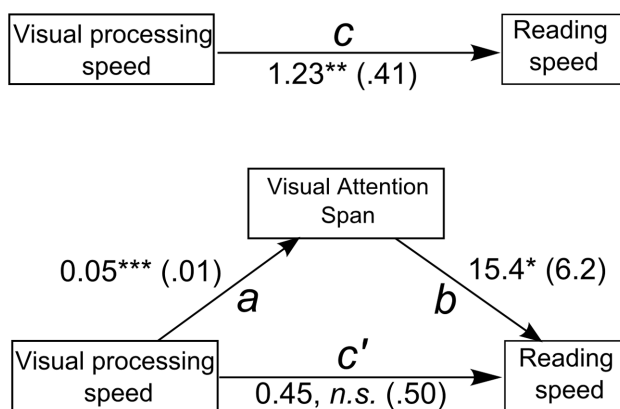 Visual processing
speed
c
1.23** (.41)
Reading
speed
Visual Attention
Span
0.05*** (.01)
a
15.4* (6.2)
b
Visual processing
speed
c'
0.45, n.s. (.50)
Reading
speed